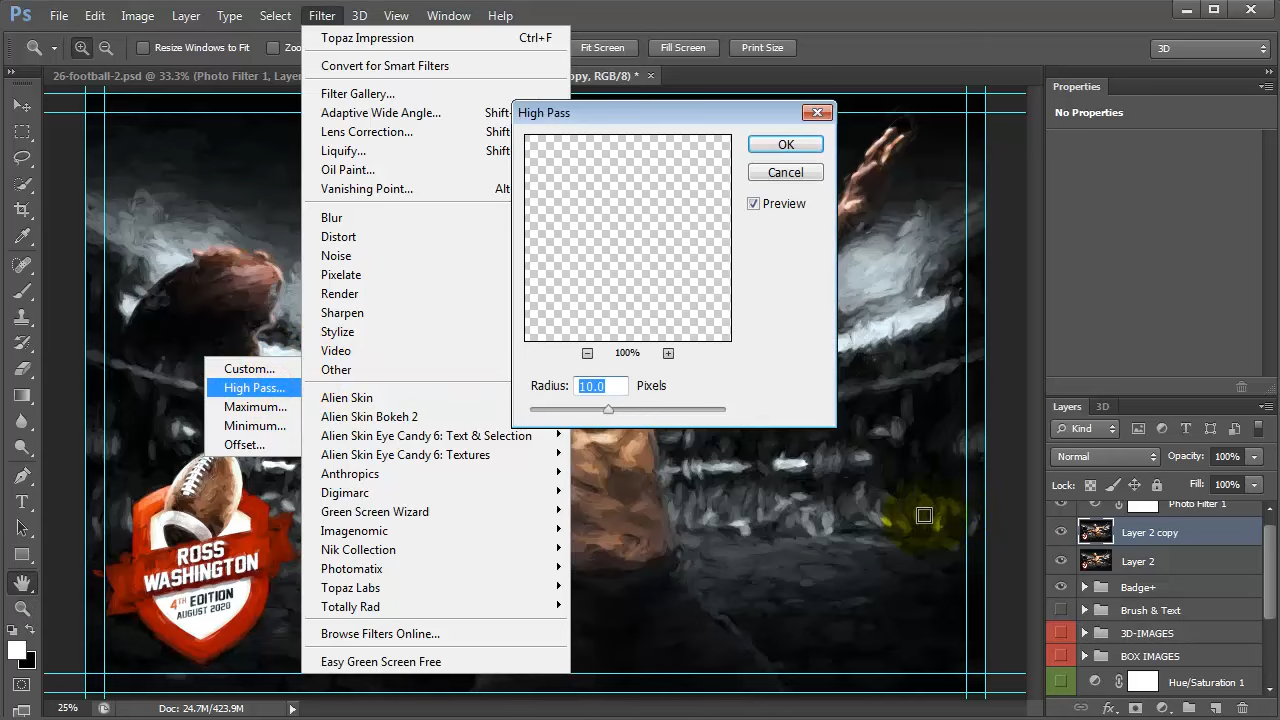 Ps File Edit Image Layer Type Select Filter 3D View Window Help
Resize Windows to Fit Fit Screen Fill Screen Print Size 3D
26-football-2.psd @ 33.3% (Photo Filter 1, Layer opy, RGB/8) *
Topaz Impression Ctrl+F
Convert for Smart Filters
Filter Gallery...
Adaptive Wide Angle... Shift
Lens Correction... Shift
Liquify... Shift
Oil Paint...
Vanishing Point... Alt
Blur
Distort
Noise
Pixelate
Render
Sharpen
Stylize
Video
Other
Alien Skin
Alien Skin Bokeh 2
Alien Skin Eye Candy 6: Text & Selection
Alien Skin Eye Candy 6: Textures
Anthropics
Digimarc
Green Screen Wizard
Imagenomic
Nik Collection
Photomatix
Topaz Labs
Totally Rad
Browse Filters Online...
Easy Green Screen Free
Custom...
High Pass...
Maximum...
Minimum...
Offset...
High Pass
OK
Cancel
Preview
100%
Radius: 10.0 Pixels
ROSS
WASHINGTON
4TH EDITION
AUGUST 2020
Properties
No Properties
Layers 3D
Kind
Normal Opacity: 100%
Lock: Fill: 100%
Photo Filter 1
Layer 2 copy
Layer 2
Badge+
Brush & Text
3D-IMAGES
BOX IMAGES
Hue/Saturation 1
25% Doc: 24.7M/423.9M